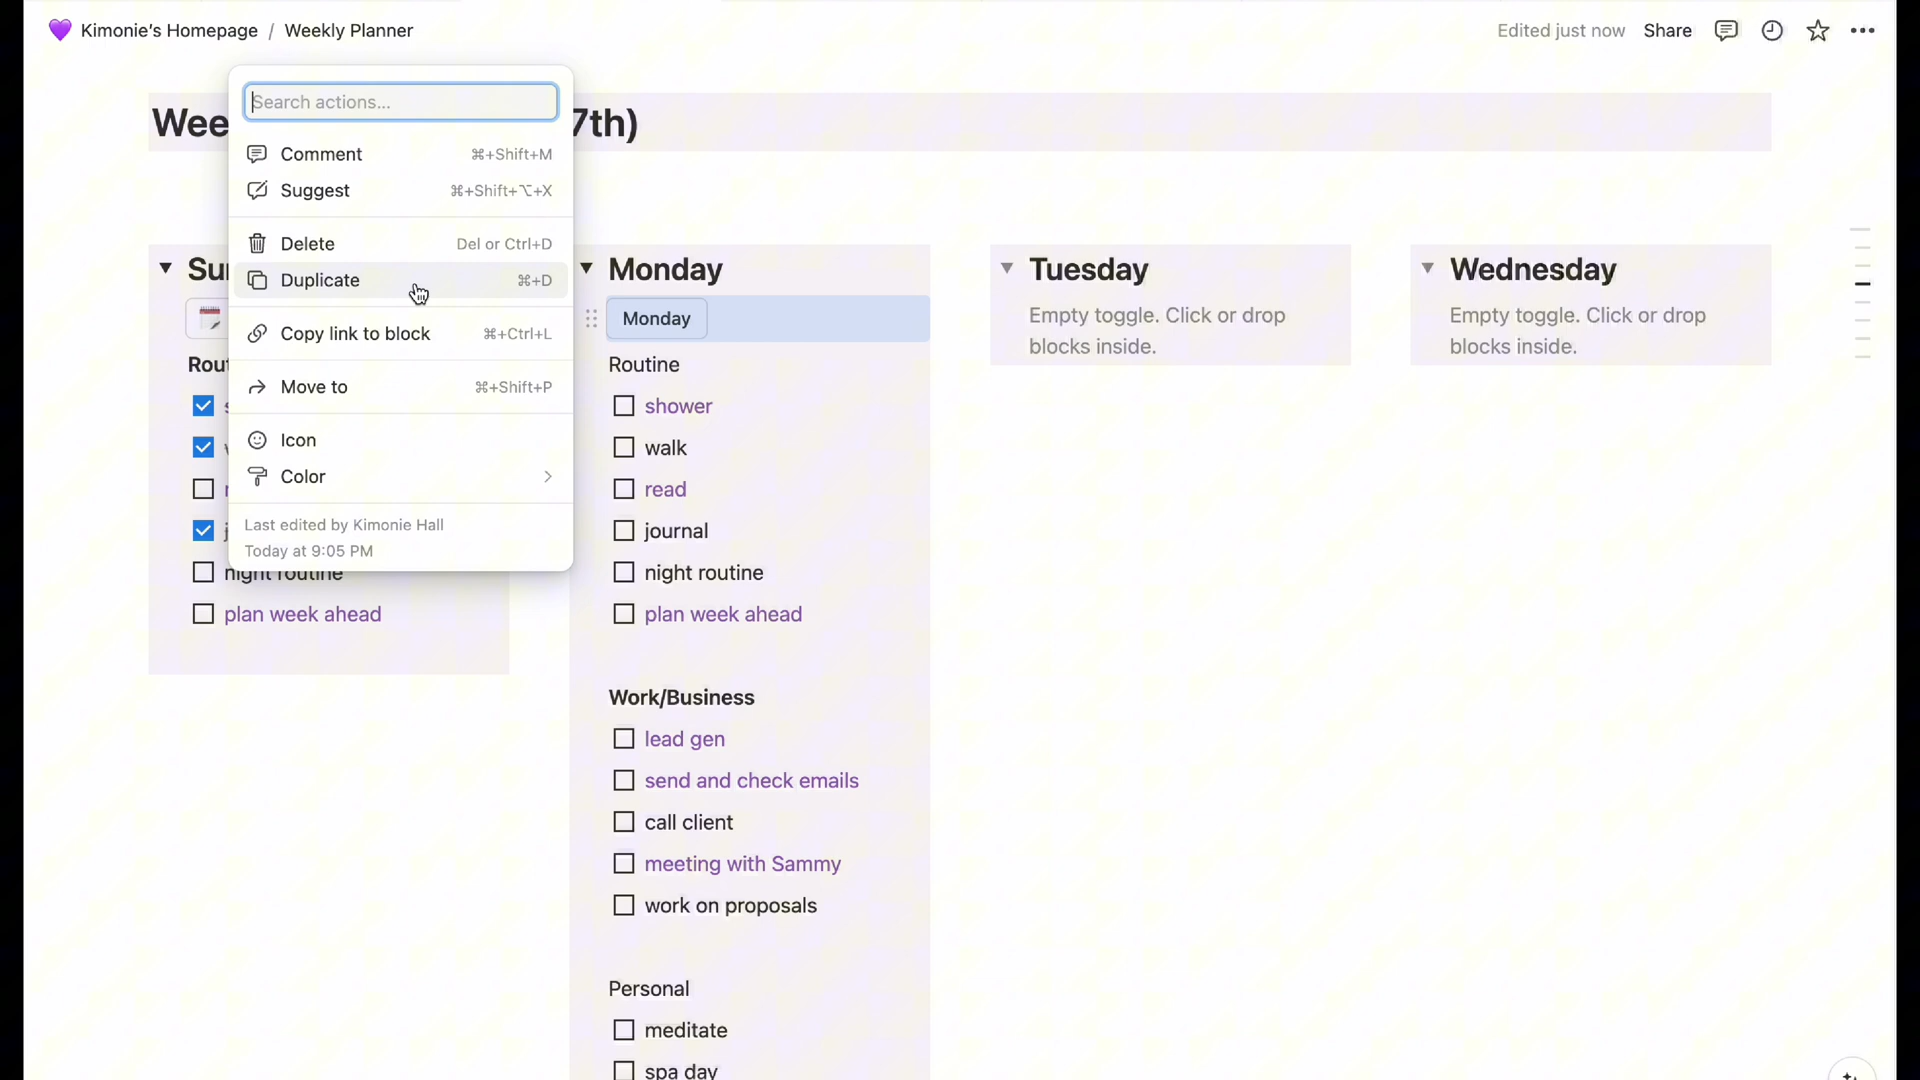 Kimonie's Homepage / Weekly Planner
Edited just now Share
Search actions...
Comment ⌘+Shift+M
Suggest ⌘+Shift+⌥+X
Delete Del or Ctrl+D
Duplicate ⌘+D
Copy link to block ⌘+Ctrl+L
Move to ⌘+Shift+P
Icon
Color
Last edited by Kimonie Hall
Today at 9:05 PM
7th)
night routine
plan week ahead
Monday
Monday
Routine
shower
walk
read
journal
night routine
plan week ahead
Work/Business
lead gen
send and check emails
call client
meeting with Sammy
work on proposals
Personal
meditate
spa day
Tuesday
Empty toggle. Click or drop
blocks inside.
Wednesday
Empty toggle. Click or drop
blocks inside.